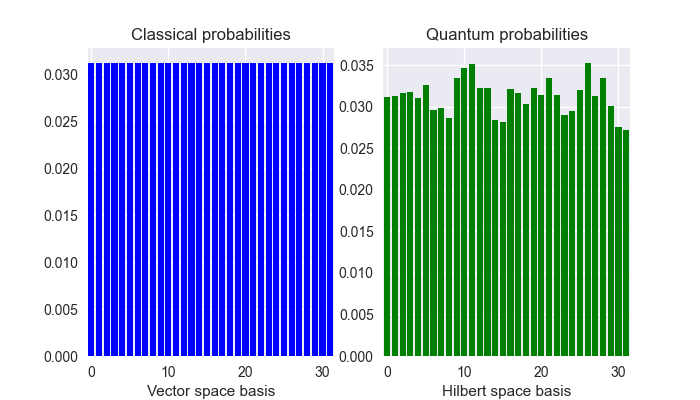 Classical probabilities
0.030
0.025
0.020
0.015
0.010
0.005
0.000
0 10 20 30
Vector space basis
Quantum probabilities
0.035
0.030
0.025
0.020
0.015
0.010
0.005
0.000
0 10 20 30
Hilbert space basis